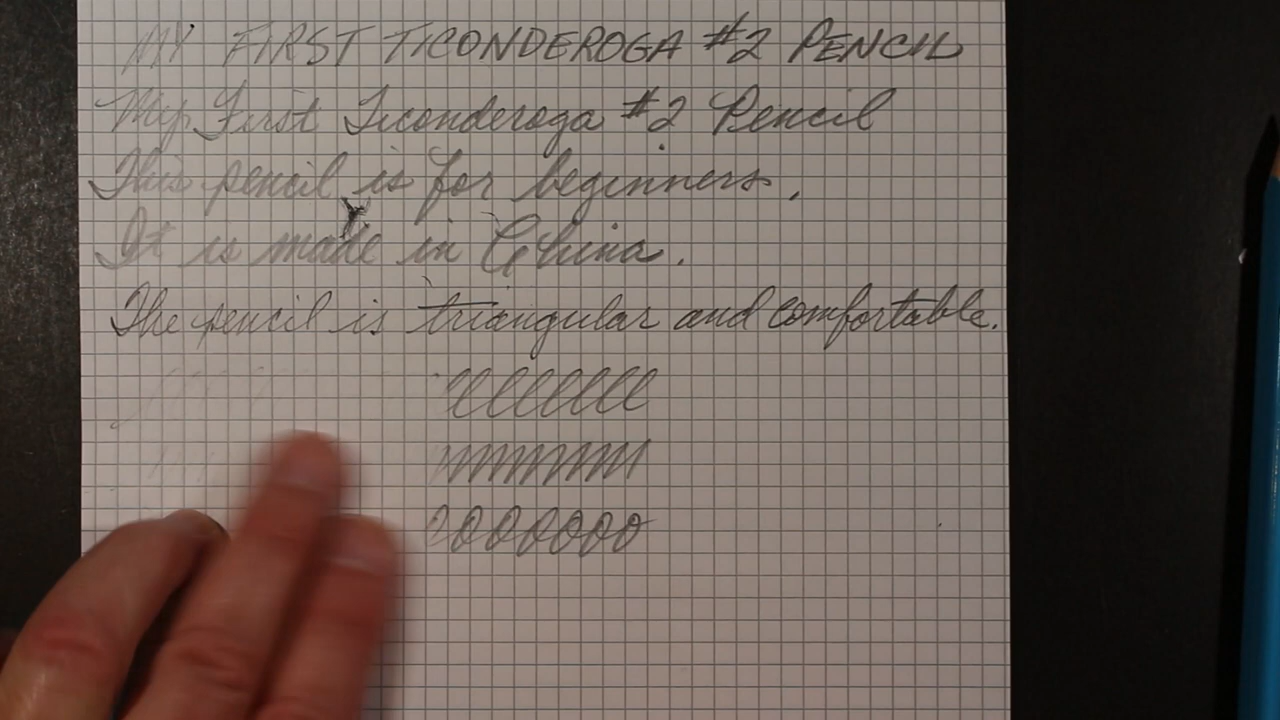 MY FIRST TICONDEROGA #2 PENCIL
My First Ticonderoga #2 Pencil
This pencil is for beginners.
It is made in China.
The pencil is triangular and comfortable.